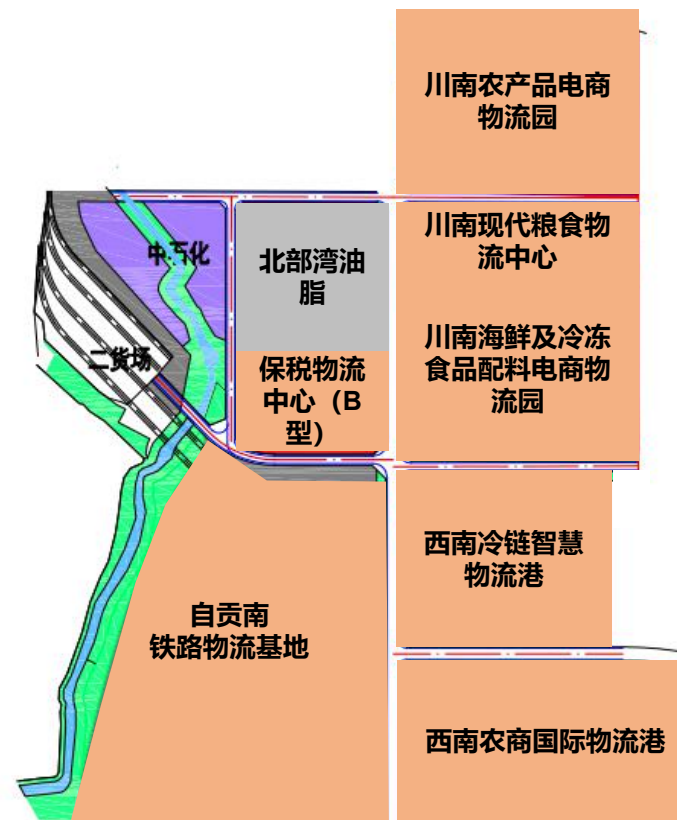 川南农产品电商
物流园
川南现代粮食物
流中心
中石化
北部湾油
脂
川南海鲜及冷冻
食品配料电商物
流园
二货场
保税物流
中心（B
型）
西南冷链智慧
物流港
自贡南
铁路物流基地
西南农商国际物流港